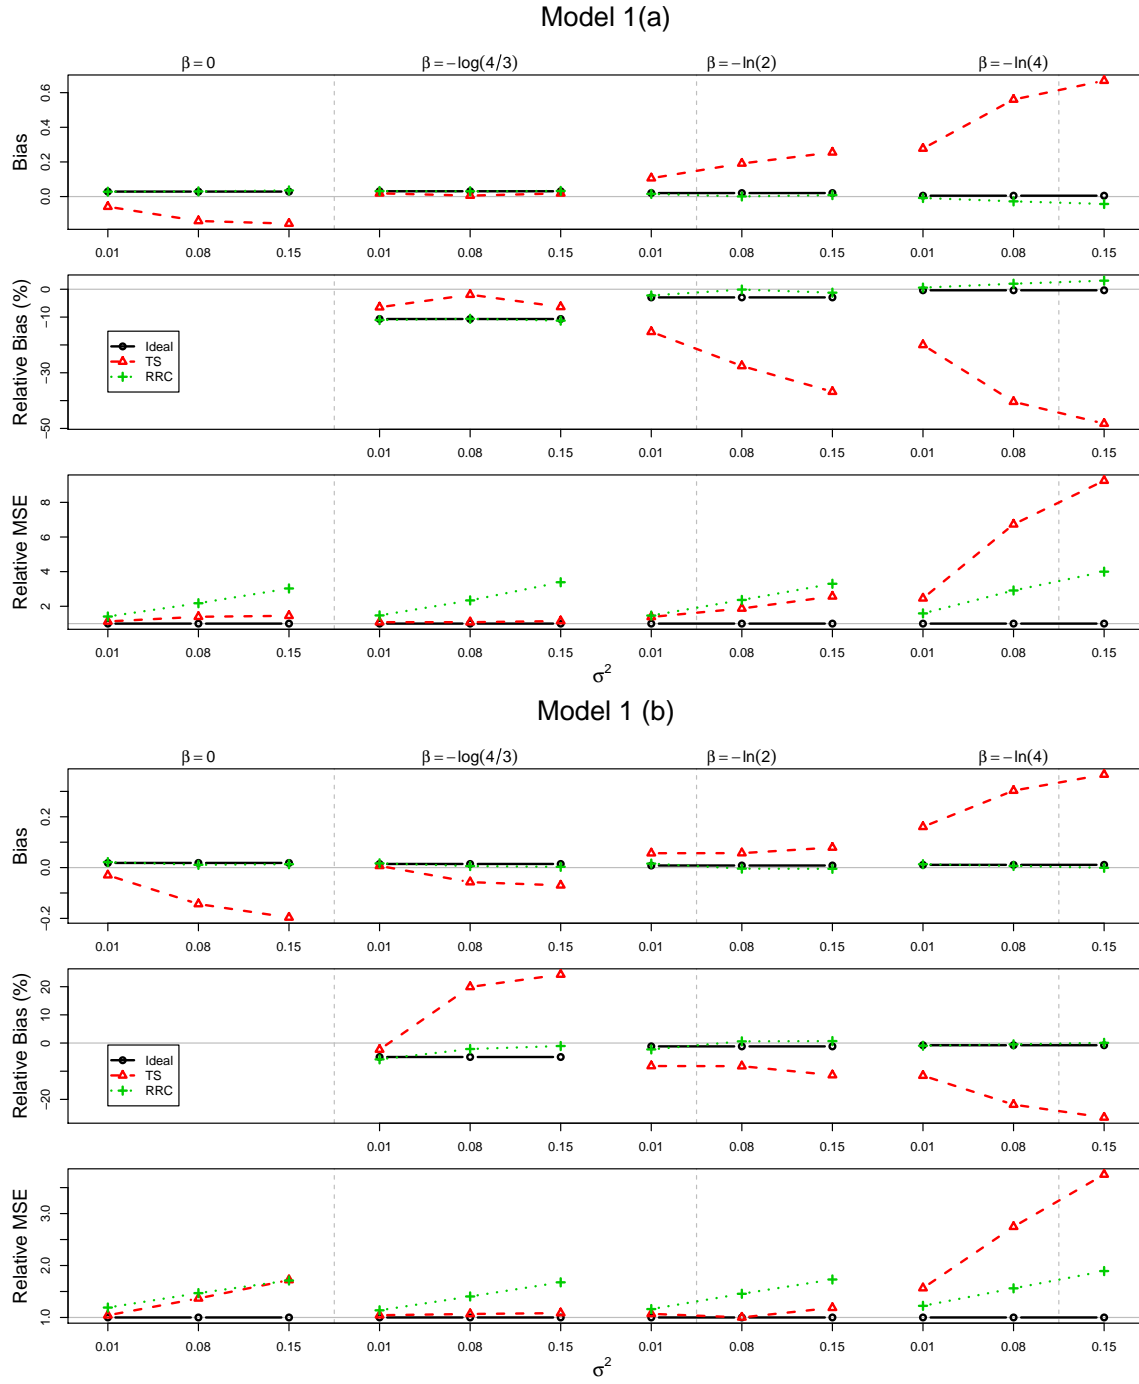 Model 1(a)
β = 0 β = −log(4/3) β = −ln(2) β = −ln(4)
Bias
0.6
0.4
0.2
0.0
0.01 0.08 0.15 0.01 0.08 0.15 0.01 0.08 0.15 0.01 0.08 0.15
Relative Bias (%)
0
−10
−30
−50
Ideal
TS
RRC
0.01 0.08 0.15 0.01 0.08 0.15 0.01 0.08 0.15
Relative MSE
8
6
4
2
0.01 0.08 0.15 0.01 0.08 0.15 0.01 0.08 0.15 0.01 0.08 0.15
σ²
Model 1 (b)
β = 0 β = −log(4/3) β = −ln(2) β = −ln(4)
Bias
0.2
0.0
−0.2
0.01 0.08 0.15 0.01 0.08 0.15 0.01 0.08 0.15 0.01 0.08 0.15
Relative Bias (%)
20
10
0
−20
Ideal
TS
RRC
0.01 0.08 0.15 0.01 0.08 0.15 0.01 0.08 0.15
Relative MSE
3.0
2.0
1.0
0.01 0.08 0.15 0.01 0.08 0.15 0.01 0.08 0.15 0.01 0.08 0.15
σ²